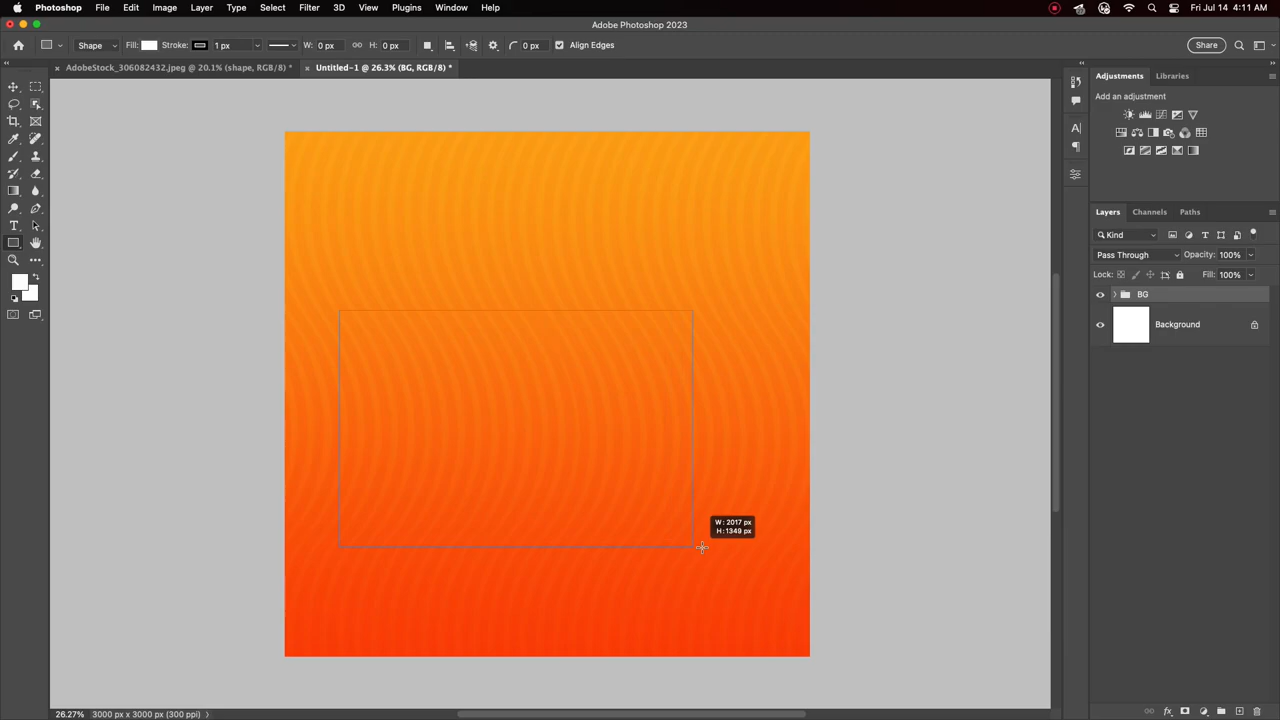 Photoshop File Edit Image Layer Type Select Filter 3D View Plugins Window Help Fri Jul 14 4:11 AM
Adobe Photoshop 2023
Shape Fill: Stroke: 1 px W: 0 px H: 0 px 0 px Align Edges Share
AdobeStock_306082432.jpeg @ 20.1% (shape, RGB/8) * Untitled-1 @ 26.3% (BG, RGB/8) *
Adjustments Libraries
Add an adjustment
Layers Channels Paths
Kind
Pass Through Opacity: 100%
Lock: Fill: 100%
BG
Background
W: 2017 px
H: 1349 px
26.27% 3000 px x 3000 px (300 ppi)